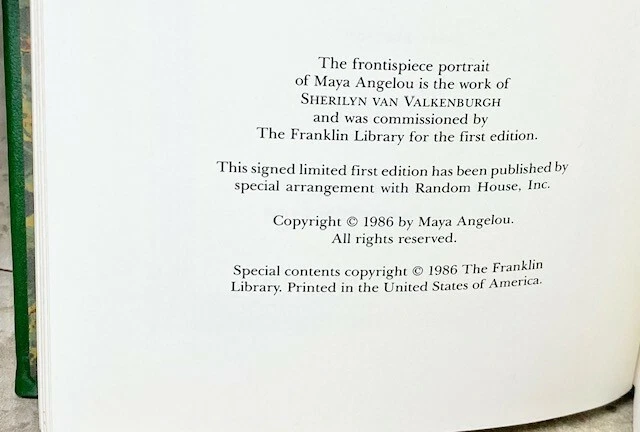 The frontispiece portrait
of Maya Angelou is the work of
SHERILYN VAN VALKENBURGH
and was commissioned by
The Franklin Library for the first edition.
This signed limited first edition has been published by
special arrangement with Random House, Inc.
Copyright © 1986 by Maya Angelou.
All rights reserved.
Special contents copyright © 1986 The Franklin
Library. Printed in the United States of America.